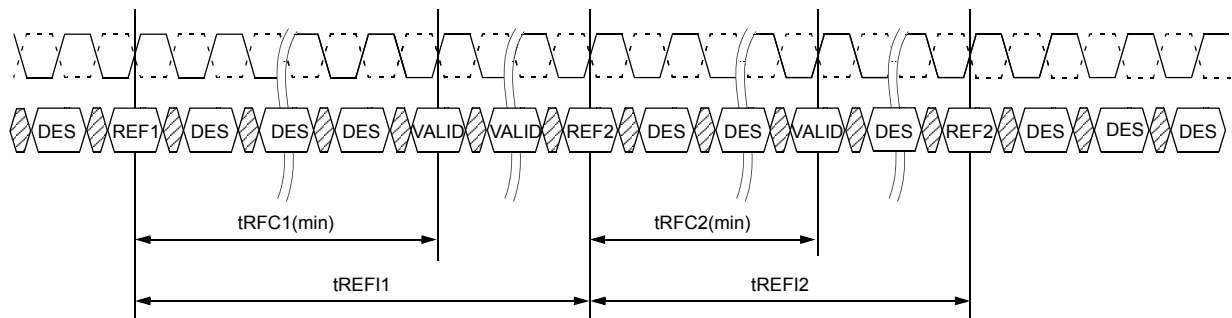 DES REF1 DES DES DES VALID VALID REF2 DES DES VALID DES REF2 DES DES DES
tRFC1(min) tRFC2(min)
tREFI1 tREFI2